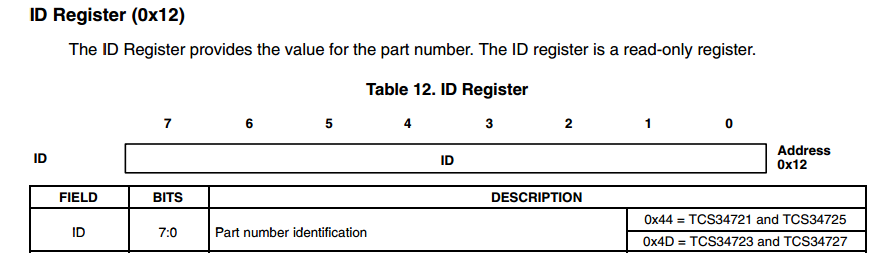 ID Register (0x12)
The ID Register provides the value for the part number. The ID register is a read-only register.
Table 12. ID Register
7 6 5 4 3 2 1 0
ID ID Address
0x12
FIELD BITS DESCRIPTION
ID 7:0 Part number identification 0x44 = TCS34721 and TCS34725
0x4D = TCS34723 and TCS34727